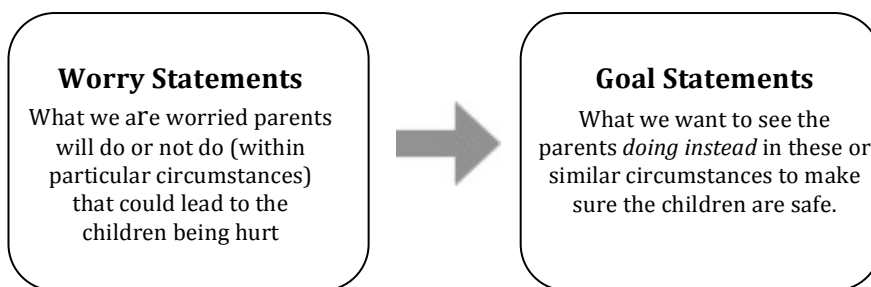 Worry Statements
What we are worried parents
will do or not do (within
particular circumstances)
that could lead to the
children being hurt
Goal Statements
What we want to see the
parents doing instead in these or
similar circumstances to make
sure the children are safe.